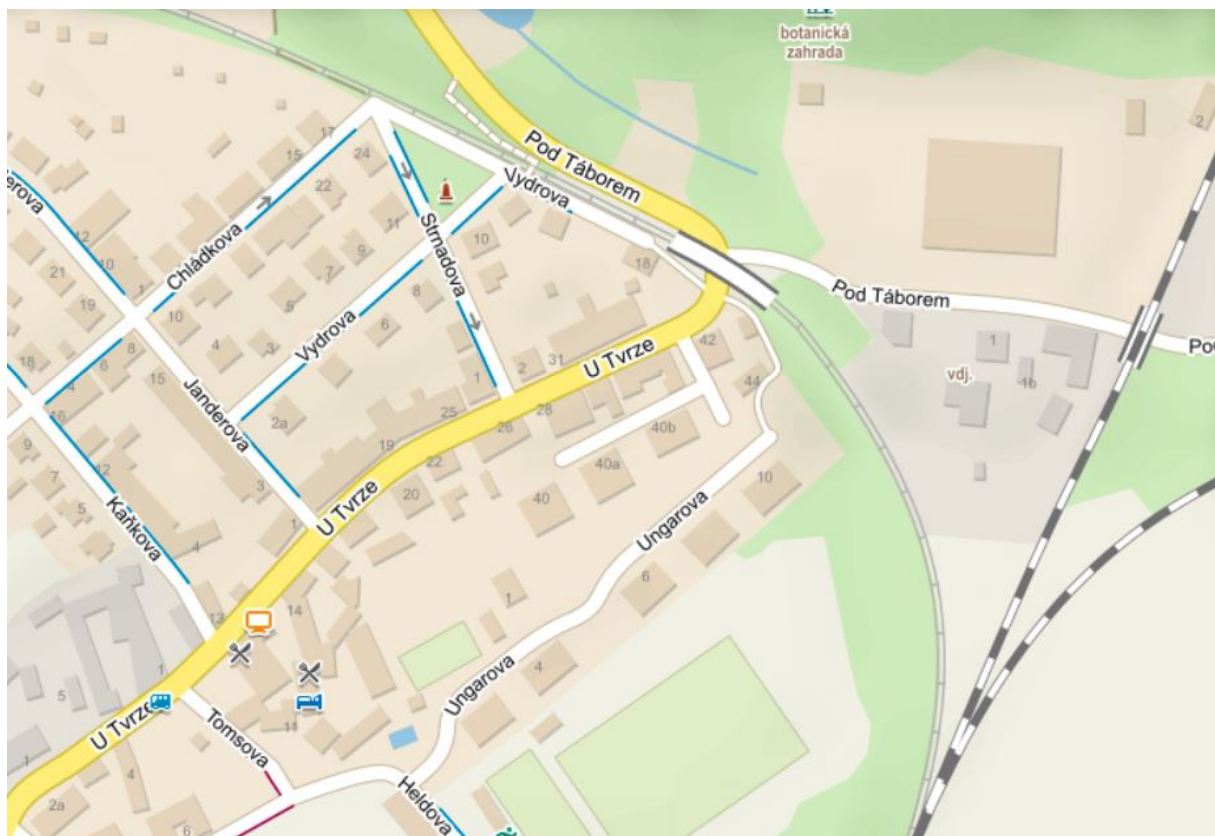 botanická
zahrada
2
Pod Táborem
17
15
24
22
Vydrova
11
Strnadova
10
12
10
1
Chládkova
9
7
18
21
19
5
8
Pod Táborem
10
4
3
Vydrova
6
42
1
18
8
6
15
2
31
U Tvrze
44
vdj.
1b
4
16
Janderova
2a
25
1
28
26
40b
9
12
7
19
22
40a
5
3
20
40
10
Kaňkova
U Tvrze
Ungarova
4
1
6
1
13
14
4
1
5
Ungarova
U Tvrze
Tomsova
11
1
4
2a
Heldova
6